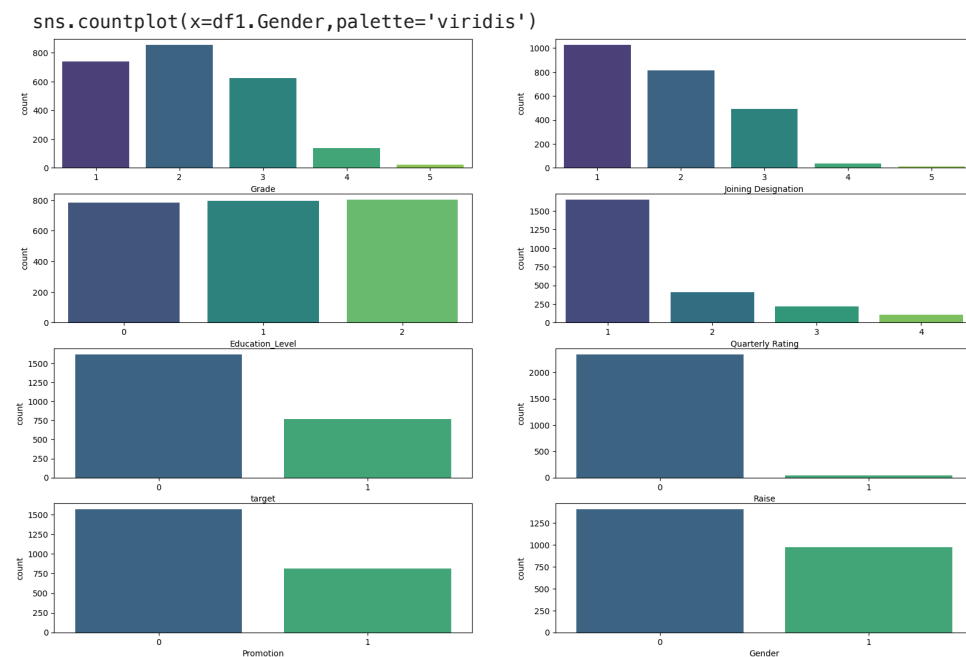 sns.countplot(x=df1.Gender,palette='viridis')
800
600
400
200
0
count
1 2 3 4 5
Grade
1000
800
600
400
200
0
count
1 2 3 4 5
Joining Designation
800
600
400
200
0
count
0 1 2
Education_Level
1500
1250
1000
750
500
250
0
count
1 2 3 4
Quarterly Rating
1500
1250
1000
750
500
250
0
count
0 1
target
2000
1500
1000
500
0
count
0 1
Raise
1500
1250
1000
750
500
250
0
count
0 1
Promotion
1250
1000
750
500
250
0
count
0 1
Gender